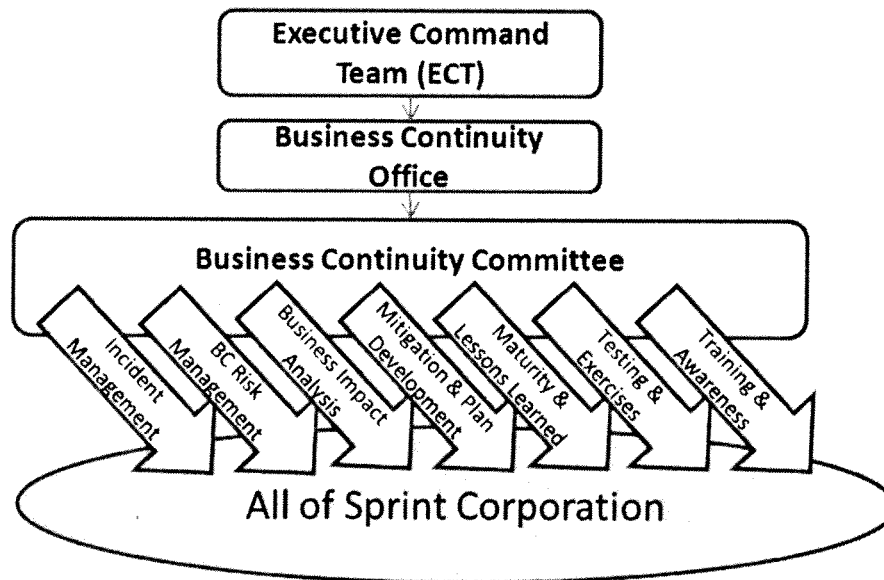 Executive Command
Team (ECT)
Business Continuity
Office
Business Continuity Committee
Incident
Management
BC Risk
Management
Business Impact
Analysis
Mitigation & Plan
Development
Maturity &
Lessons Learned
Testing &
Exercises
Training &
Awareness
All of Sprint Corporation